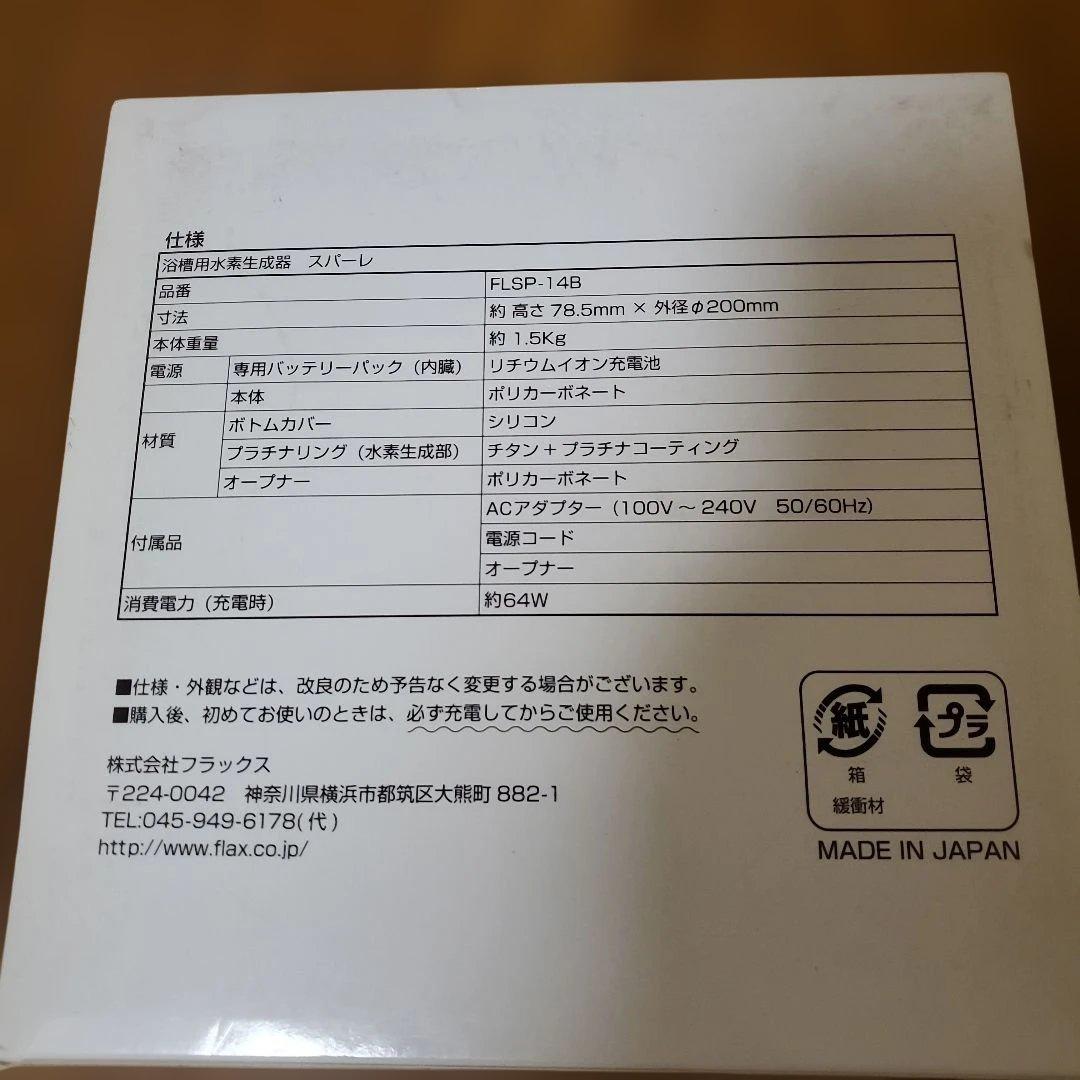 仕様
浴槽用水素生成器 スパーレ
品番 FLSP-14B
寸法 約 高さ 78.5mm × 外径φ200mm
本体重量 約 1.5Kg
電源 専用バッテリーパック（内臓） リチウムイオン充電池
本体 ポリカーボネート
材質 ボトムカバー シリコン
プラチナリング（水素生成部） チタン＋プラチナコーティング
オープナー ポリカーボネート
付属品 ACアダプター（100V～240V 50/60Hz）
電源コード
オープナー
消費電力（充電時） 約64W
■仕様・外観などは、改良のため予告なく変更する場合がございます。
■購入後、初めてお使いのときは、必ず充電してからご使用ください。
株式会社フラックス
〒224-0042 神奈川県横浜市都筑区大熊町 882-1
TEL:045-949-6178(代)
http://www.flax.co.jp/
紙 プラ
箱 袋
緩衝材
MADE IN JAPAN